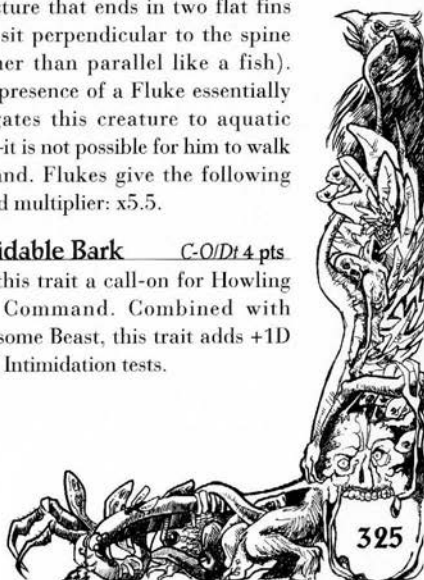 cture that ends in two flat fins
sit perpendicular to the spine
her than parallel like a fish).
presence of a Fluke essentially
gates this creature to aquatic
-it is not possible for him to walk
and. Flukes give the following
d multiplier: x5.5.
idable Bark C-O/Dt 4 pts
this trait a call-on for Howling
Command. Combined with
some Beast, this trait adds +1D
Intimidation tests.
325